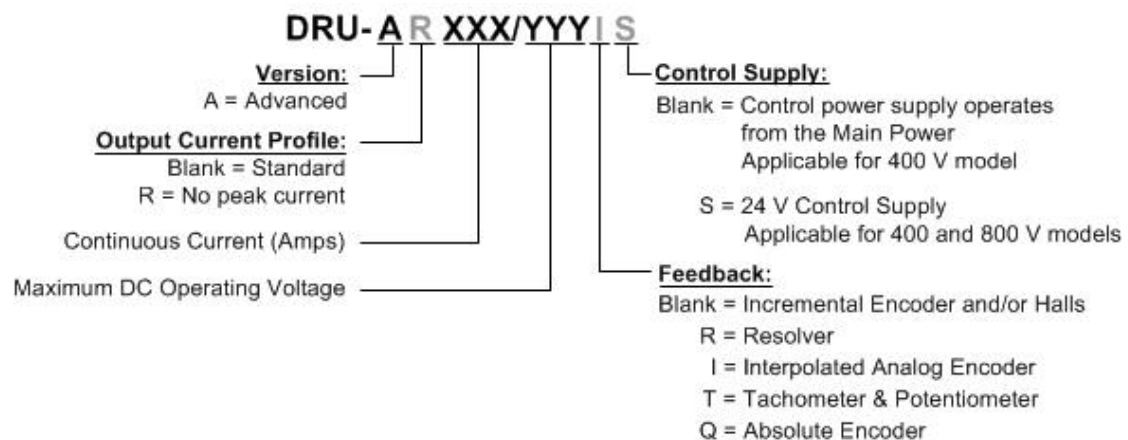 DRU-A R XXX/YYY I S
Version:
A = Advanced
Output Current Profile:
Blank = Standard
R = No peak current
Continuous Current (Amps)
Maximum DC Operating Voltage
Control Supply:
Blank = Control power supply operates
from the Main Power
Applicable for 400 V model
S = 24 V Control Supply
Applicable for 400 and 800 V models
Feedback:
Blank = Incremental Encoder and/or Halls
R = Resolver
I = Interpolated Analog Encoder
T = Tachometer & Potentiometer
Q = Absolute Encoder